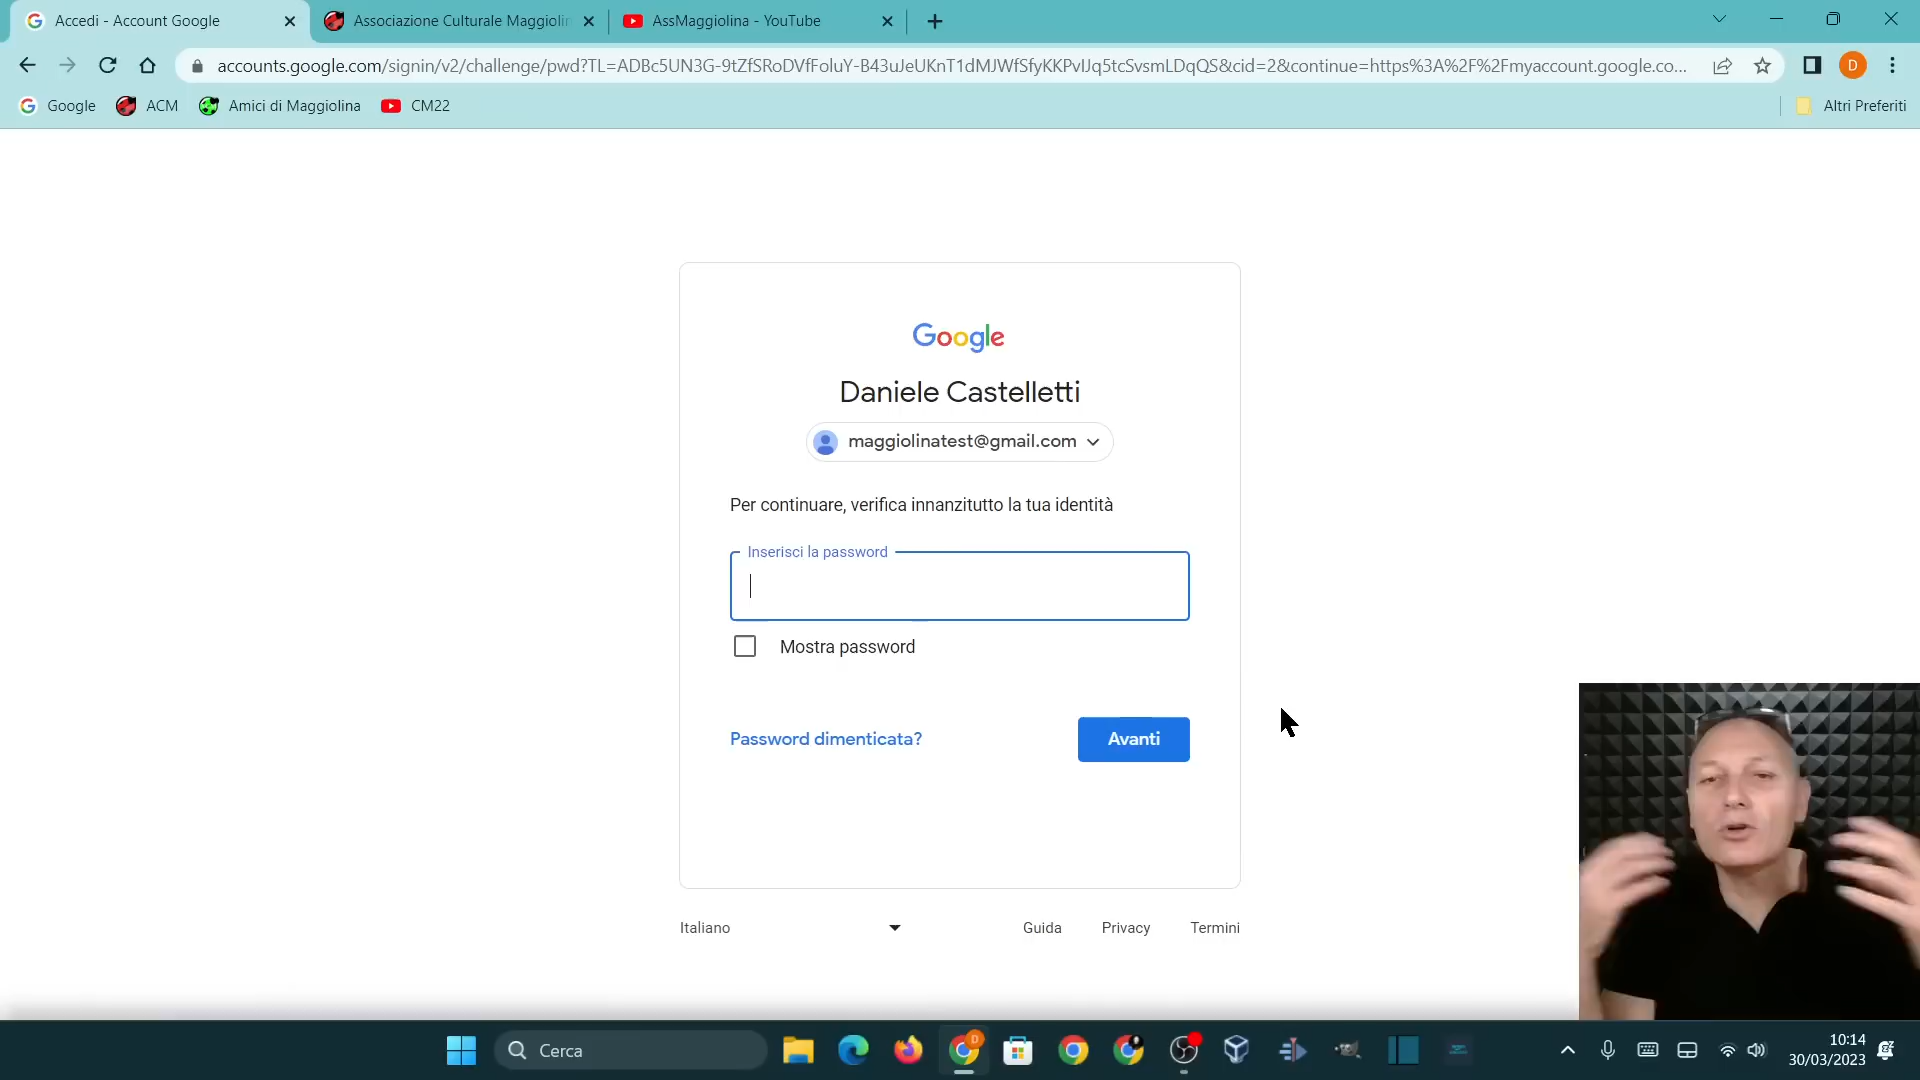 Accedi - Account Google
Associazione Culturale Maggiolin
AssMaggiolina - YouTube
accounts.google.com/signin/v2/challenge/pwd?TL=ADBc5UN3G-9tZfSRoDVfFoluY-B43uJeUKnT1dMJWfSfyKKPvIJq5tcSvsmLDqQS&cid=2&continue=https%3A%2F%2Fmyaccount.google.co...
D
Google
ACM
Amici di Maggiolina
CM22
Altri Preferiti
Google
Daniele Castelletti
maggiolinatest@gmail.com
Per continuare, verifica innanzitutto la tua identità
Inserisci la password
Mostra password
Password dimenticata?
Avanti
Italiano
Guida
Privacy
Termini
Cerca
D
10:14
30/03/2023